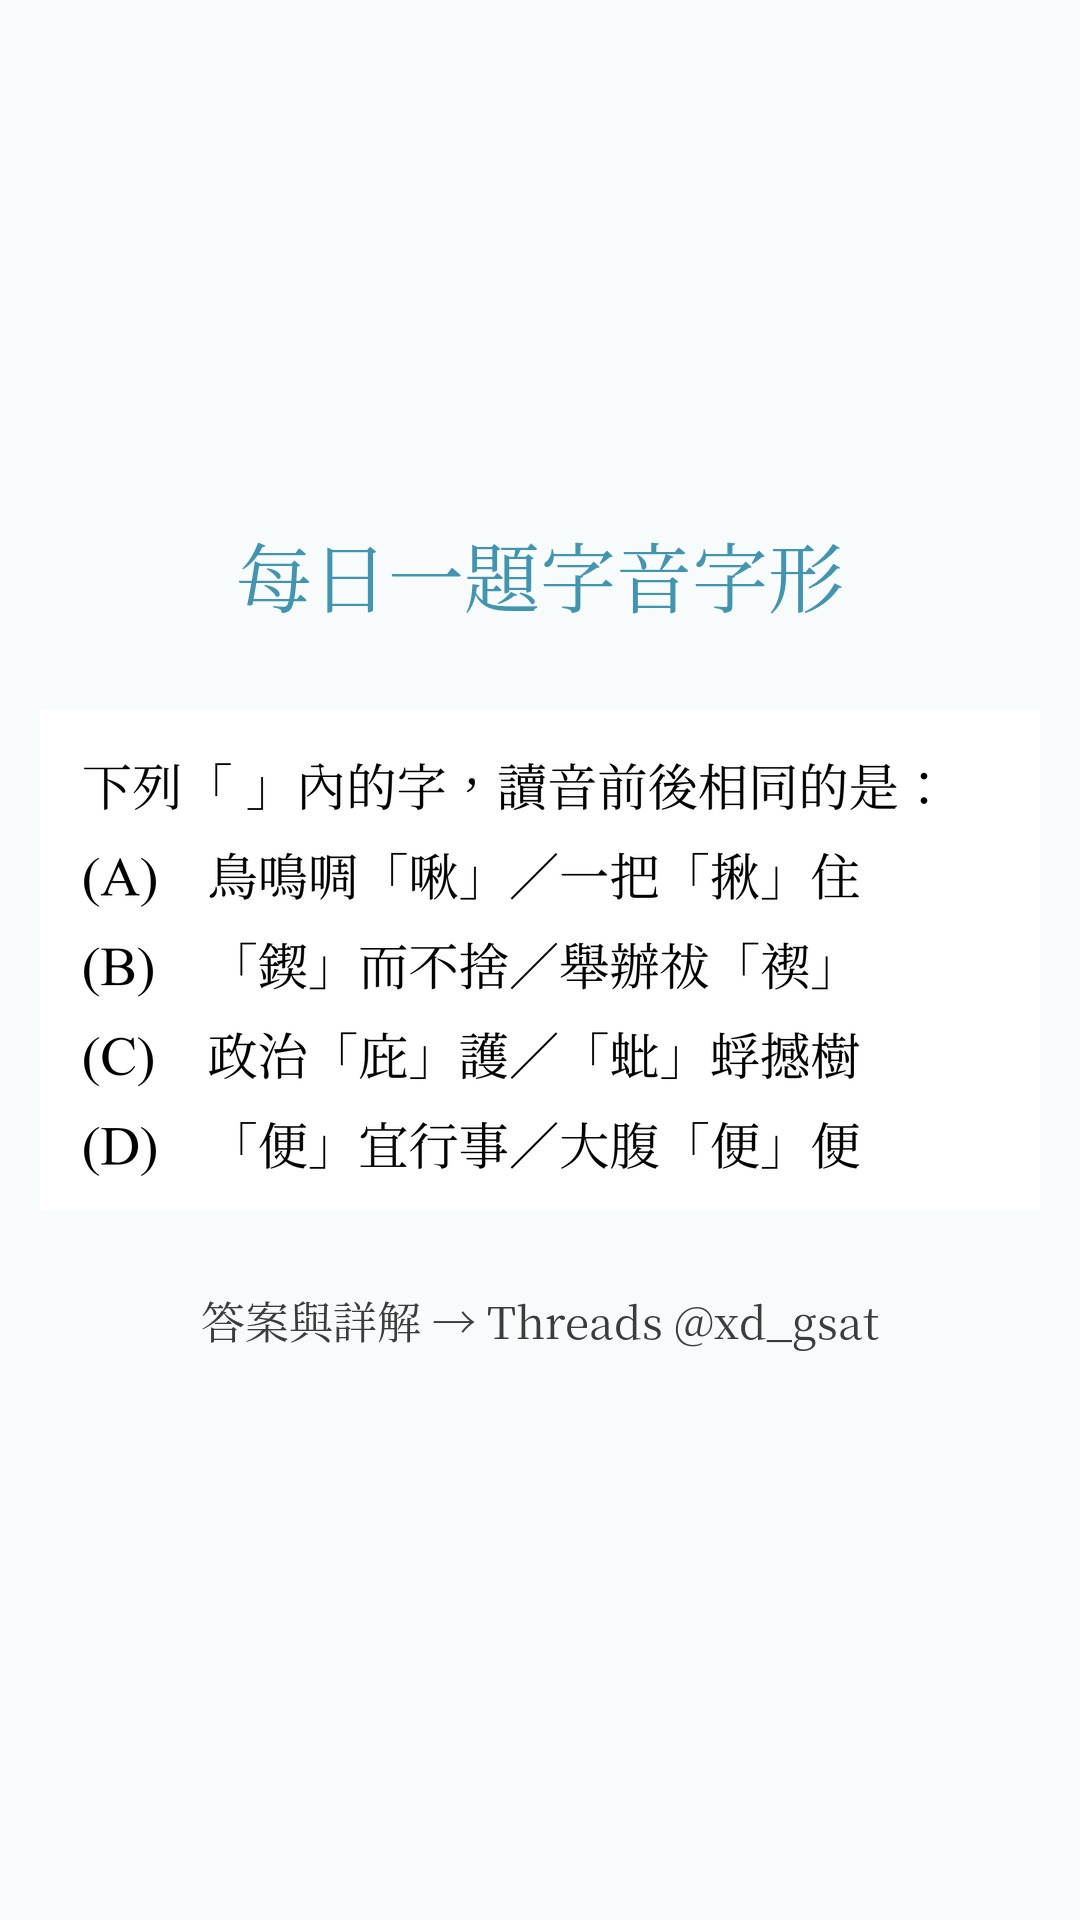 每日一題字音字形
下列「 」內的字，讀音前後相同的是：
(A) 鳥鳴啁「啾」／一把「揪」住
(B) 「鍥」而不捨／舉辦祓「禊」
(C) 政治「庇」護／「蚍」蜉撼樹
(D) 「便」宜行事／大腹「便」便
答案與詳解 → Threads @xd_gsat